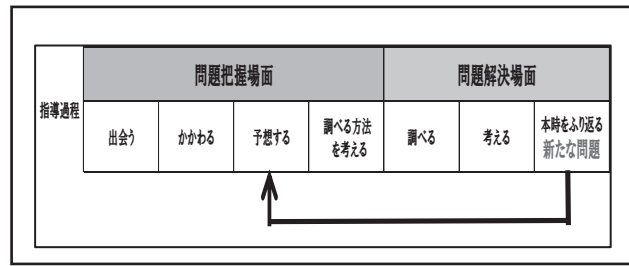 問題把握場面
問題解決場面
指導過程
出会う
かかわる
予想する
調べる方法
を考える
調べる
考える
本時をふり返る
新たな問題